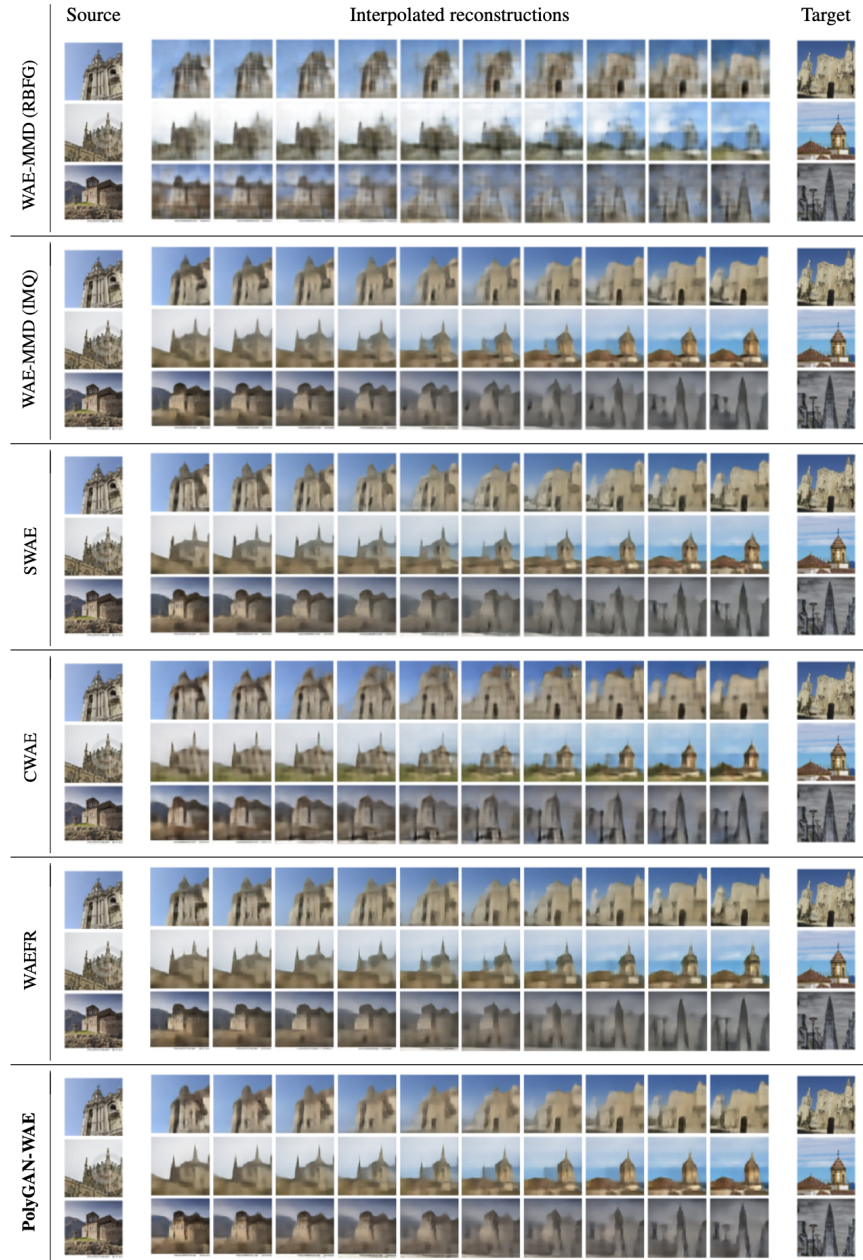 Source Interpolated reconstructions Target
WAE-MMD (RBFG)
WAE-MMD (IMQ)
SWAE
CWAE
WAEFR
PolyGAN-WAE